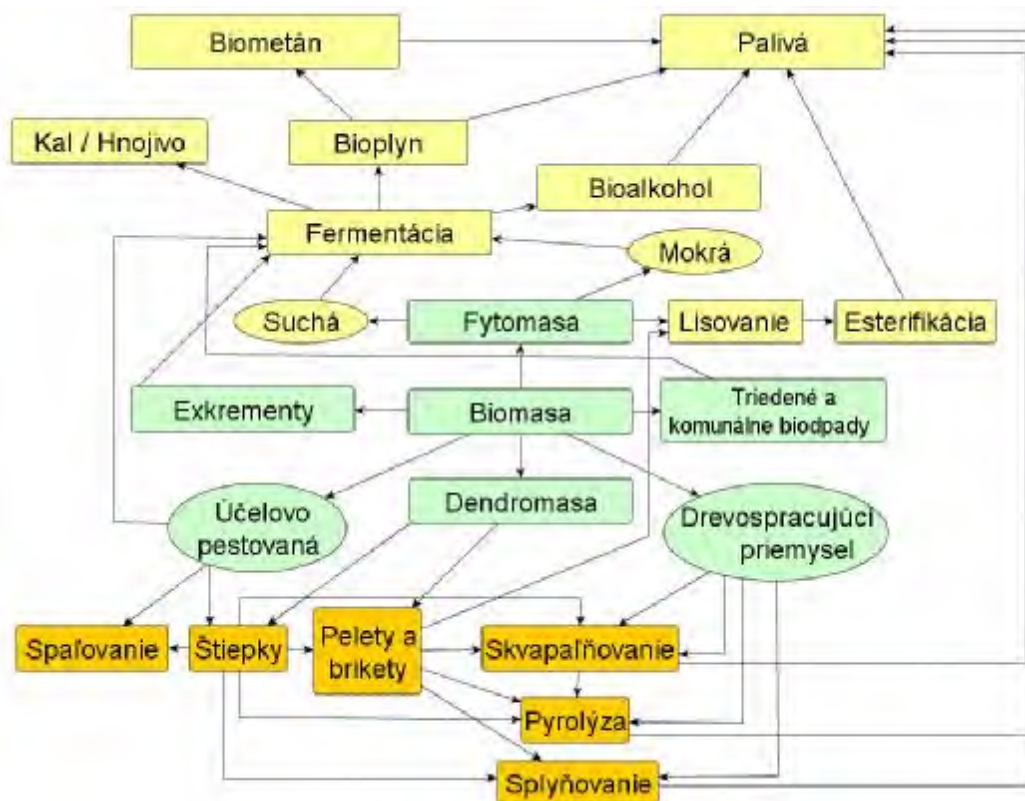 Biometán
Palivá
Kal / Hnojivo
Bioplyn
Bioalkohol
Fermentácia
Mokrá
Suchá
Fytomasa
Lisovanie
Esterifikácia
Exkrementy
Biomasa
Triedené a
komunálne biodpady
Účelovo
pestovaná
Dendromasa
Drevospracujúci
priemysel
Spaľovanie
Štiepky
Pelety a
brikety
Skvapaľňovanie
Pyrolýza
Splyňovanie